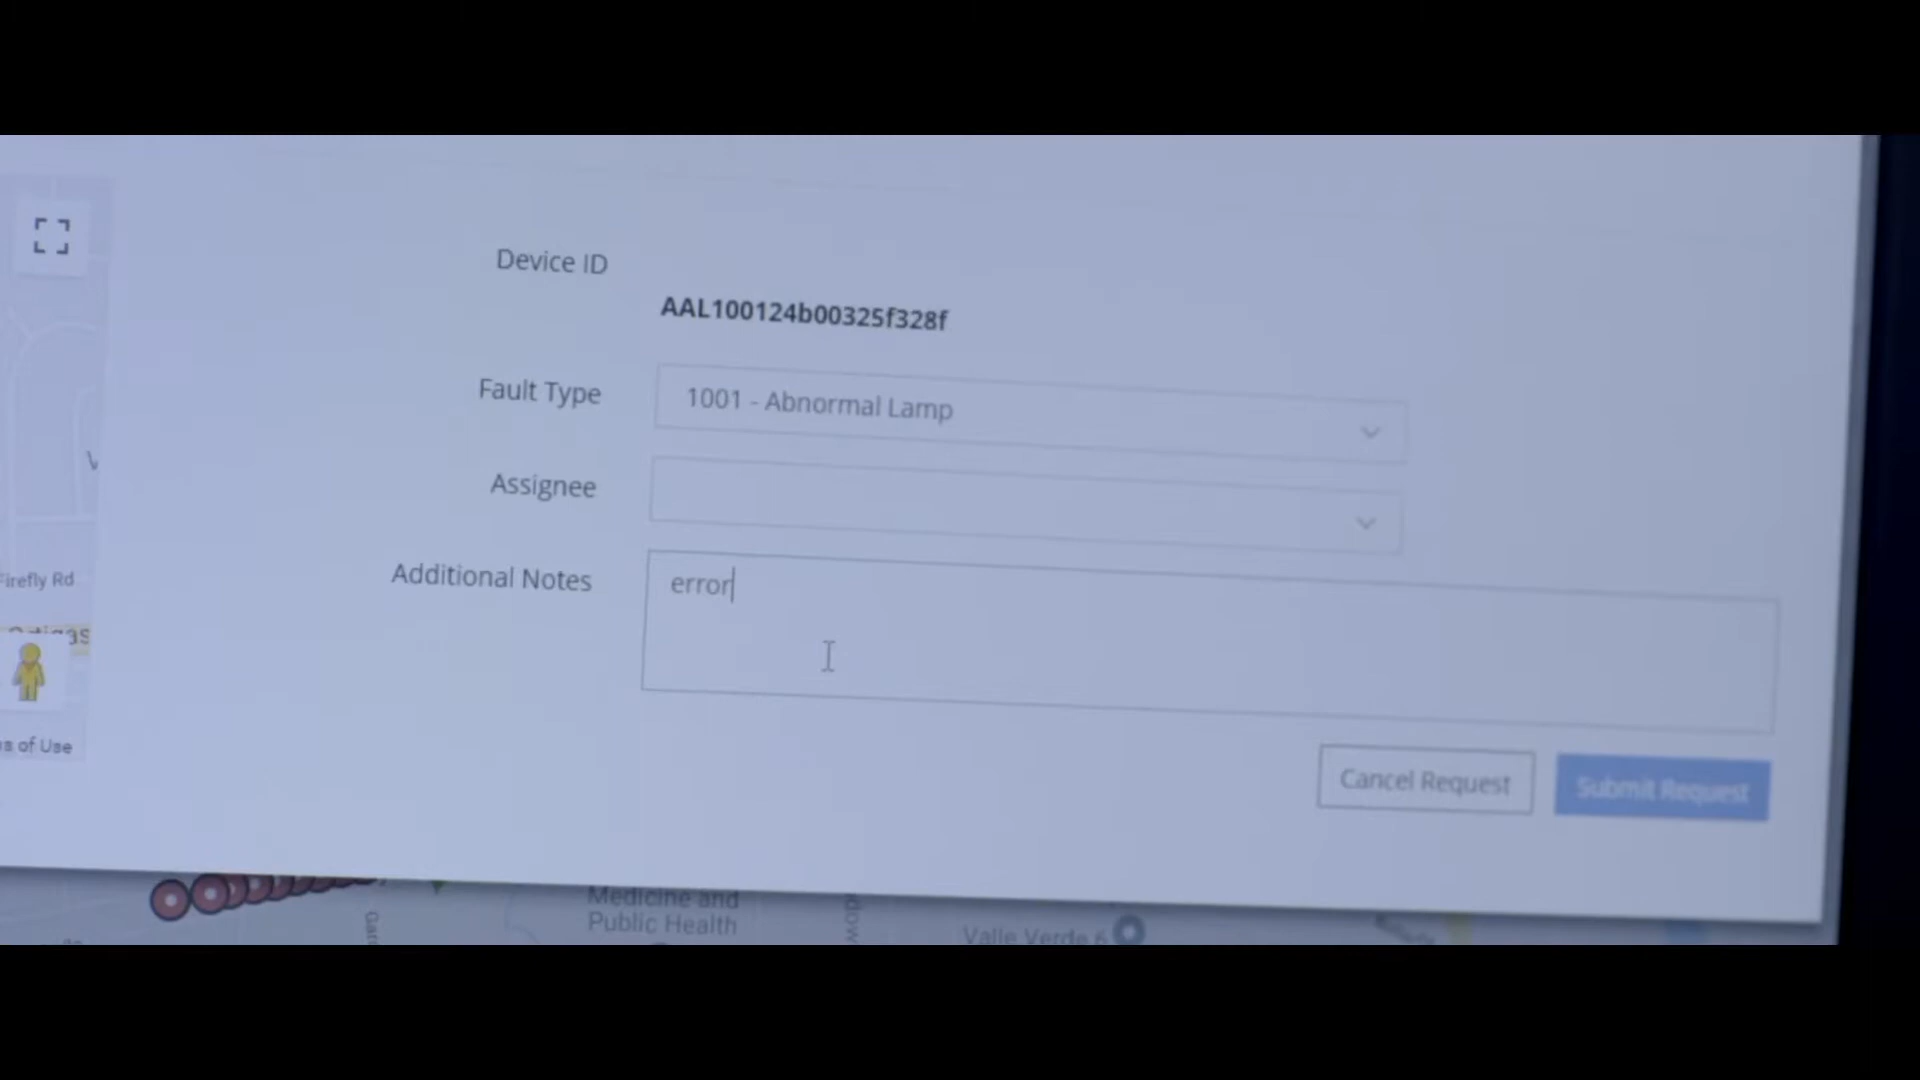 Device ID
AAL100124b00325f328f
Fault Type
1001 - Abnormal Lamp
Assignee
Additional Notes
error
Cancel Request
Submit Request
Firefly Rd
s of Use
Medicine and
Public Health
Valle Verde 6